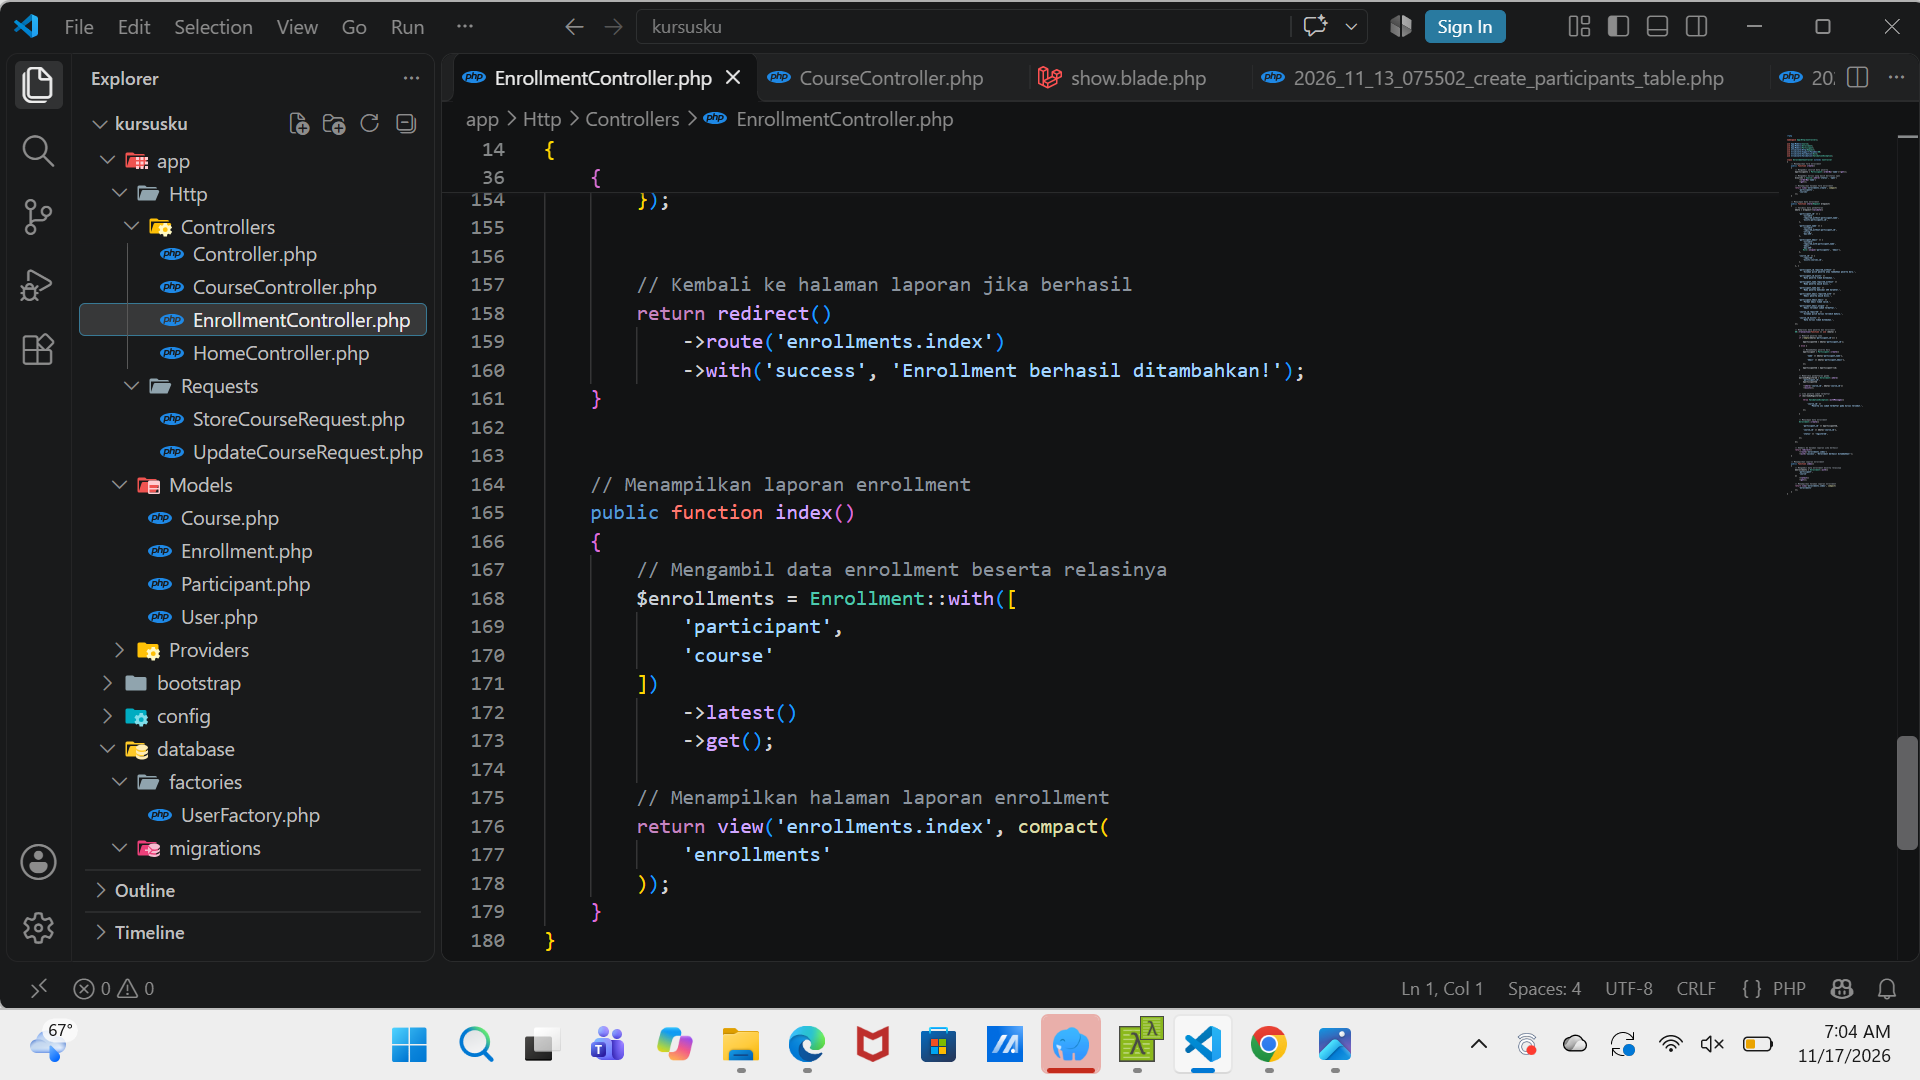 File Edit Selection View Go Run ···
kursusku
Sign In
Explorer
kursusku
app
Http
Controllers
Controller.php
CourseController.php
EnrollmentController.php
HomeController.php
Requests
StoreCourseRequest.php
UpdateCourseRequest.php
Models
Course.php
Enrollment.php
Participant.php
User.php
Providers
bootstrap
config
database
factories
UserFactory.php
migrations
Outline
Timeline
EnrollmentController.php CourseController.php show.blade.php 2026_11_13_075502_create_participants_table.php 20
app > Http > Controllers > EnrollmentController.php
14 {
36 {
154 });
155
156
157 // Kembali ke halaman laporan jika berhasil
158 return redirect()
159 ->route('enrollments.index')
160 ->with('success', 'Enrollment berhasil ditambahkan!');
161 }
162
163
164 // Menampilkan laporan enrollment
165 public function index()
166 {
167 // Mengambil data enrollment beserta relasinya
168 $enrollments = Enrollment::with([
169 'participant',
170 'course'
171 ])
172 ->latest()
173 ->get();
174
175 // Menampilkan halaman laporan enrollment
176 return view('enrollments.index', compact(
177 'enrollments'
178 ));
179 }
180 }
0 0
Ln 1, Col 1 Spaces: 4 UTF-8 CRLF { } PHP
67°
7:04 AM
11/17/2026